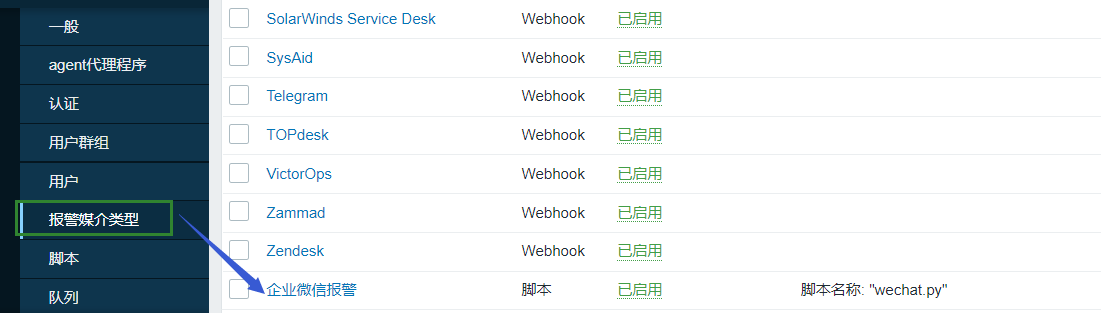 一般
agent代理程序
认证
用户群组
用户
报警媒介类型
脚本
队列
SolarWinds Service Desk Webhook 已启用
SysAid Webhook 已启用
Telegram Webhook 已启用
TOPdesk Webhook 已启用
VictorOps Webhook 已启用
Zammad Webhook 已启用
Zendesk Webhook 已启用
企业微信报警 脚本 已启用 脚本名称: "wechat.py"